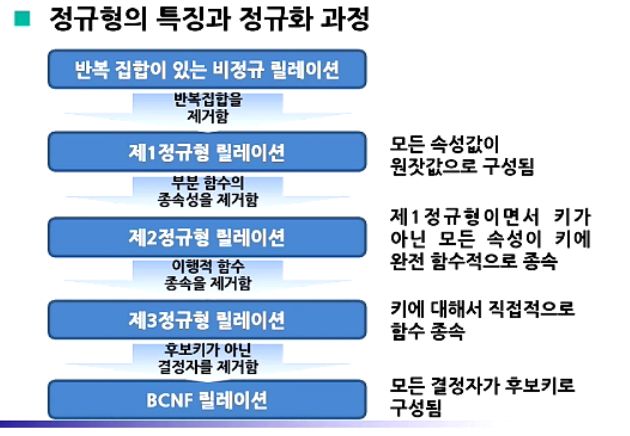 정규형의 특징과 정규화 과정
반복 집합이 있는 비정규 릴레이션
반복집합을
제거함
제1정규형 릴레이션
모든 속성값이
원잣값으로 구성됨
부분 함수의
종속성을 제거함
제2정규형 릴레이션
제1정규형이면서 키가
아닌 모든 속성이 키에
완전 함수적으로 종속
이행적 함수
종속을 제거함
제3정규형 릴레이션
키에 대해서 직접적으로
함수 종속
후보키가 아닌
결정자를 제거함
BCNF 릴레이션
모든 결정자가 후보키로
구성됨